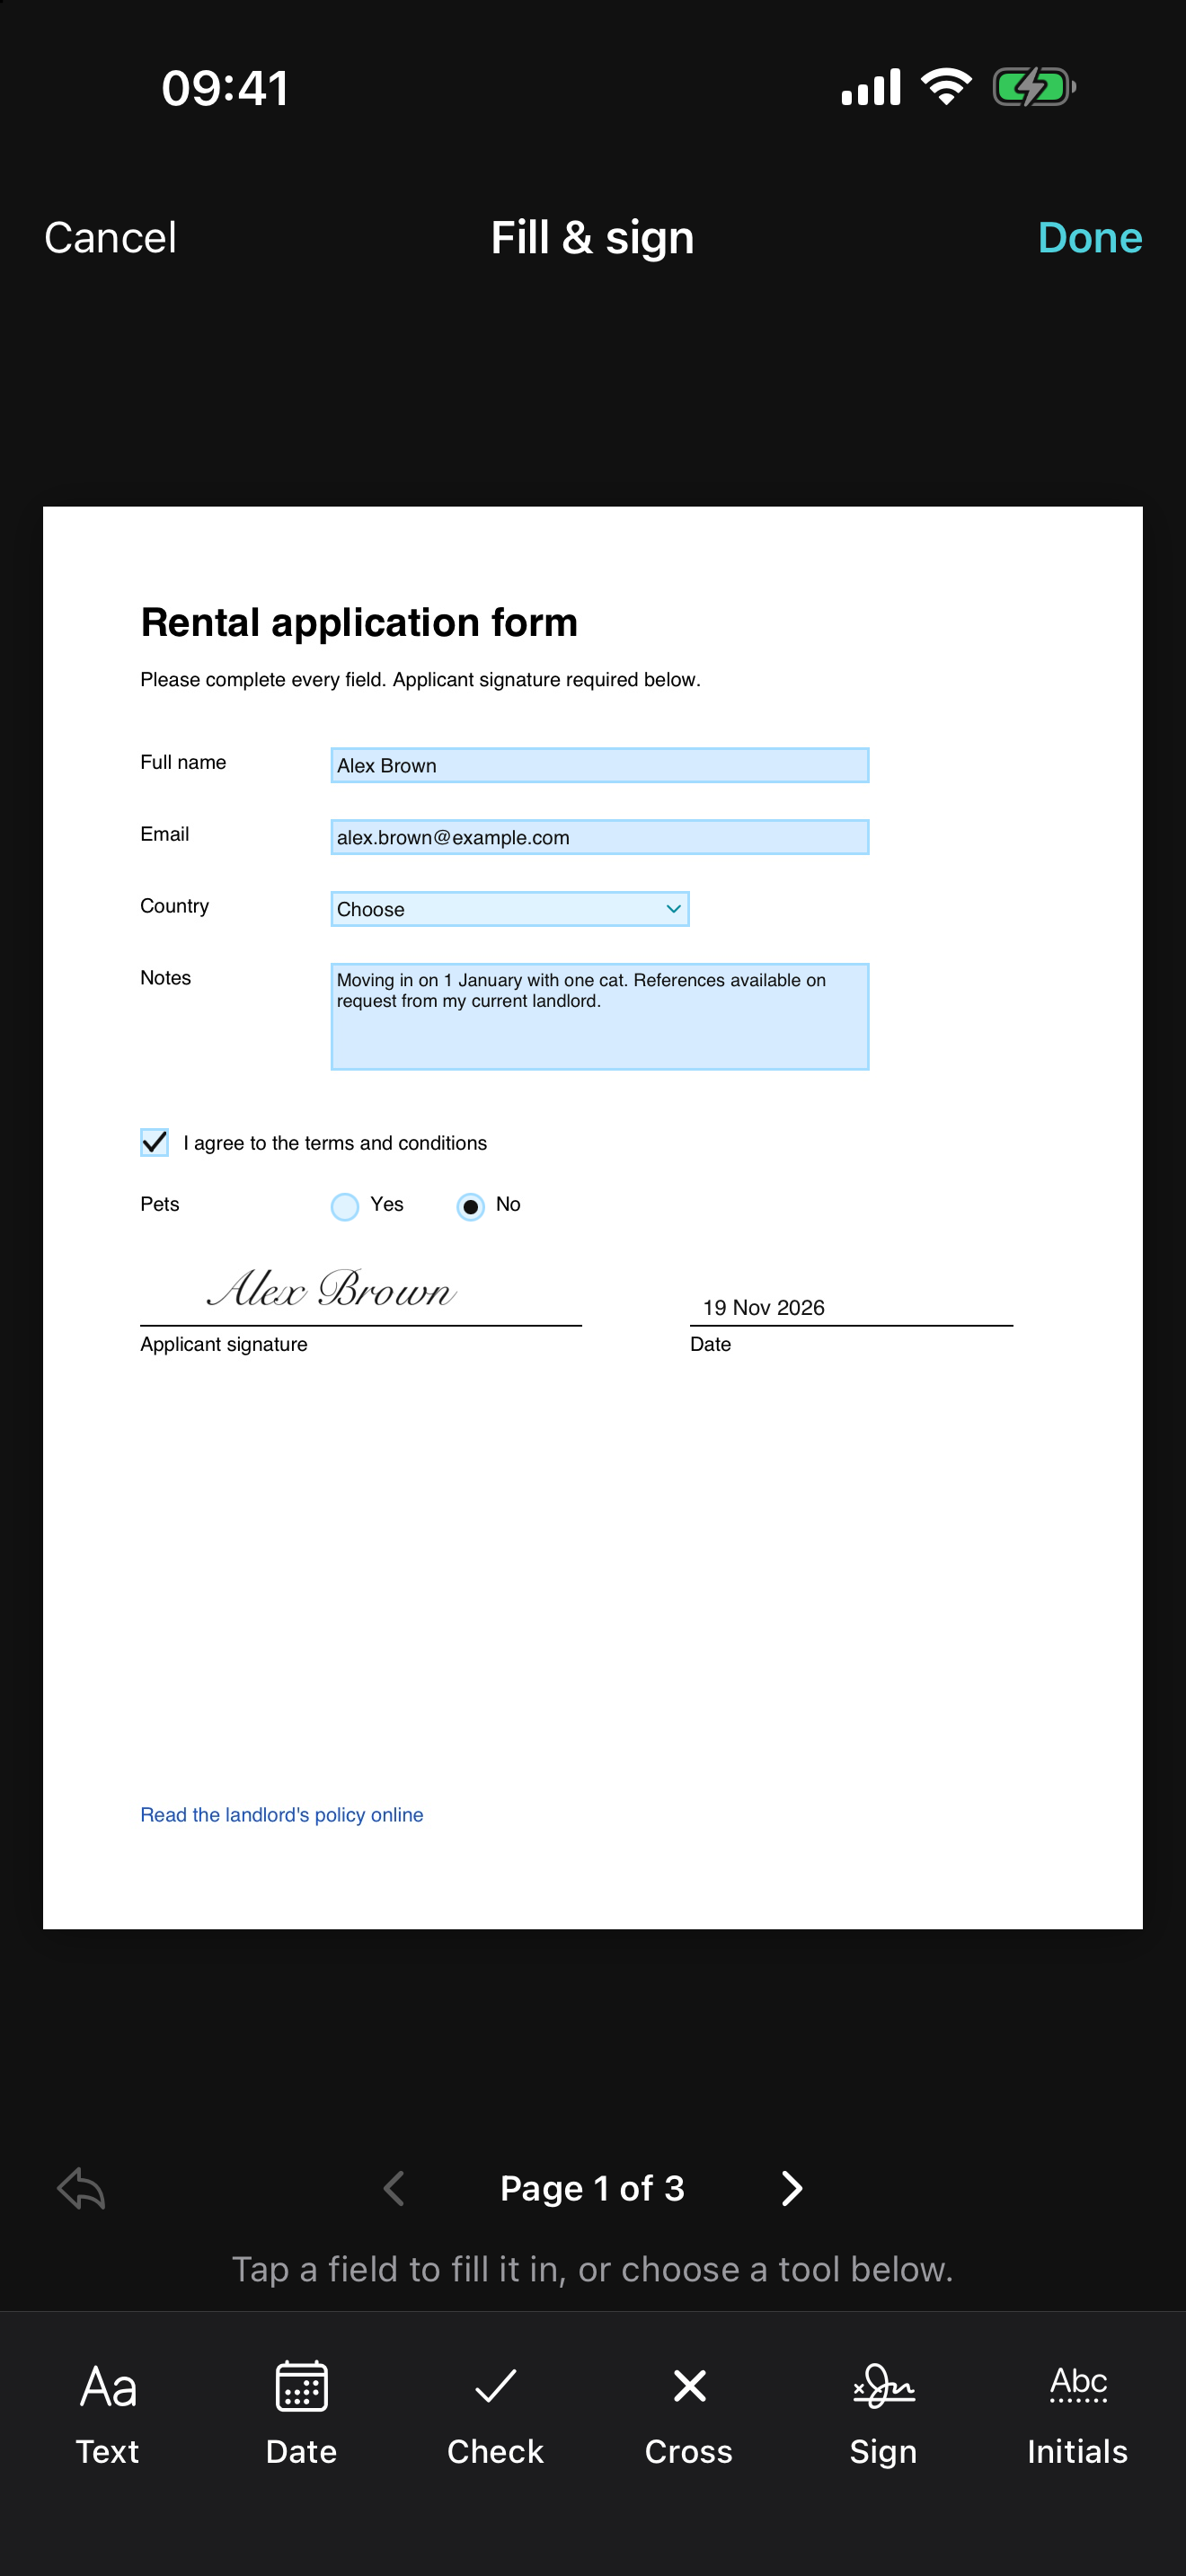 09:41
Cancel
Fill & sign
Done
Rental application form
Please complete every field. Applicant signature required below.
Full name
Alex Brown
Email
alex.brown@example.com
Country
Choose
Notes
Moving in on 1 January with one cat. References available on
request from my current landlord.
I agree to the terms and conditions
Pets
Yes
No
Alex Brown
19 Nov 2026
Applicant signature
Date
Read the landlord's policy online
Page 1 of 3
Tap a field to fill it in, or choose a tool below.
Aa
Abc
Text
Date
Check
Cross
Sign
Initials